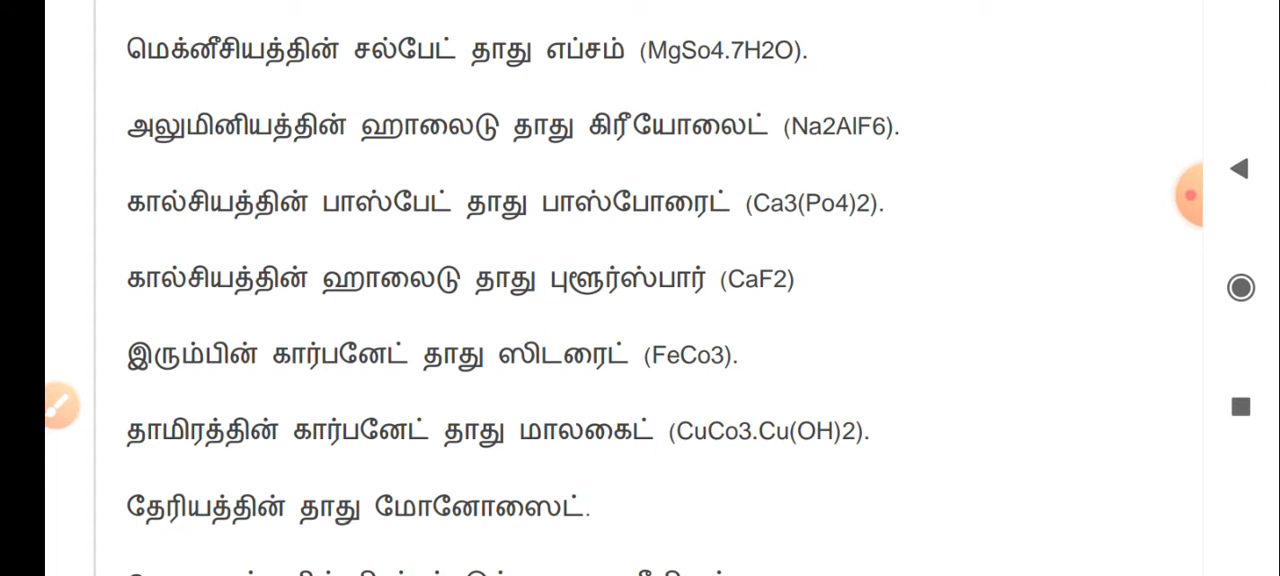 மெக்னீசியத்தின் சல்பேட் தாது எப்சம் (MgSo4.7H2O).
அலுமினியத்தின் ஹாலைடு தாது கிரீயோலைட் (Na2AlF6).
கால்சியத்தின் பாஸ்பேட் தாது பாஸ்போரைட் (Ca3(Po4)2).
கால்சியத்தின் ஹாலைடு தாது புளூர்ஸ்பார் (CaF2)
இரும்பின் கார்பனேட் தாது ஸிடரைட் (FeCo3).
தாமிரத்தின் கார்பனேட் தாது மாலகைட் (CuCo3.Cu(OH)2).
தேரியத்தின் தாது மோனோஸைட்.